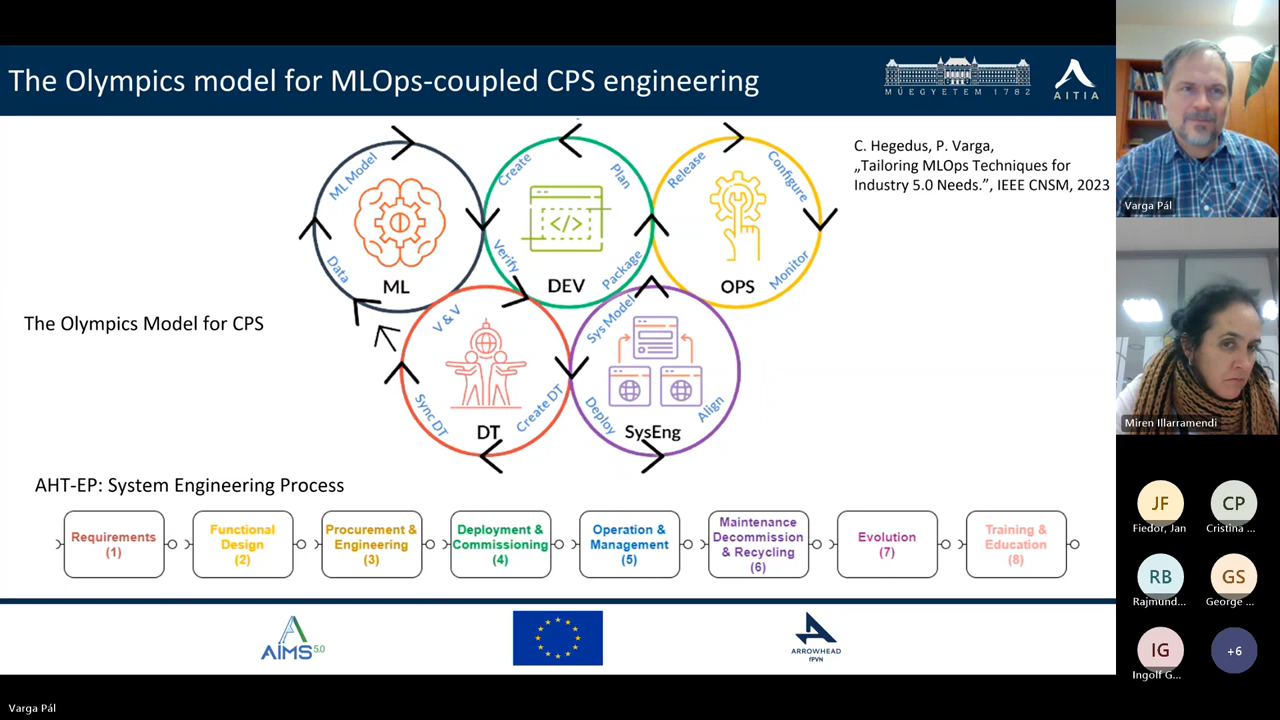 The Olympics model for MLOps-coupled CPS engineering
MŰEGYETEM 1782
AITIA
C. Hegedus, P. Varga,
„Tailoring MLOps Techniques for
Industry 5.0 Needs.”, IEEE CNSM, 2023
ML Model
Data
ML
Create
Plan
Verify
Package
DEV
Release
Configure
Monitor
OPS
V & V
Sync DT
Create DT
DT
Sys Model
Deploy
Align
SysEng
The Olympics Model for CPS
AHT-EP: System Engineering Process
Requirements
(1)
Functional
Design
(2)
Procurement &
Engineering
(3)
Deployment &
Commissioning
(4)
Operation &
Management
(5)
Maintenance
Decommission
& Recycling
(6)
Evolution
(7)
Training &
Education
(8)
AIMS 5.0
ARROWHEAD
fPVN
Varga Pál
Miren Illarramendi
JF
Fiedor, Jan
CP
Cristina ...
RB
Rajmund...
GS
George ...
IG
Ingolf G...
+6
Varga Pál